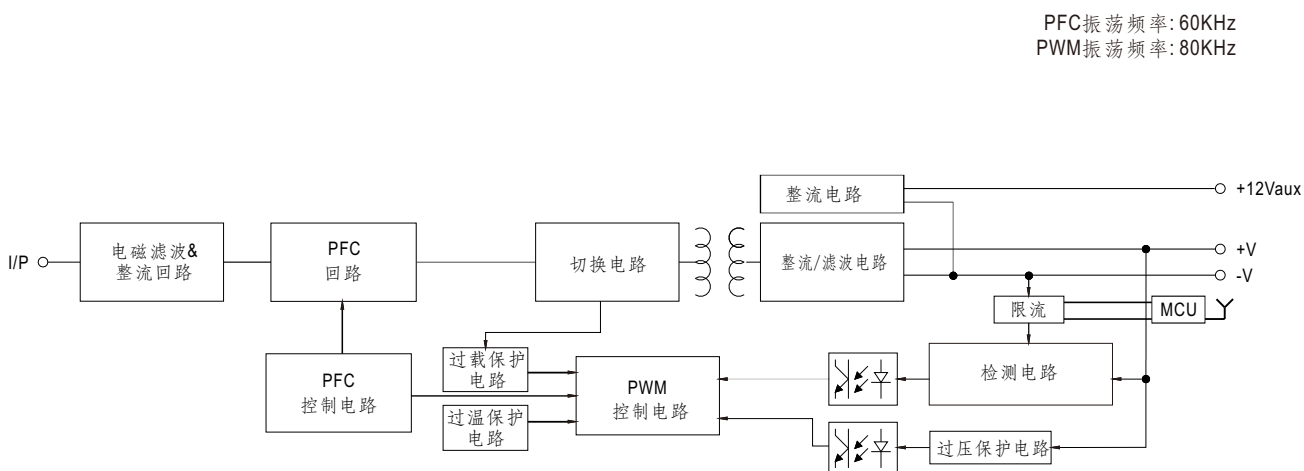 PFC振荡频率: 60KHz
PWM振荡频率: 80KHz
整流电路
+12Vaux
I/P
电磁滤波&
整流回路
PFC
回路
切换电路
整流/滤波电路
+V
-V
限流
MCU
过载保护
电路
PFC
控制电路
PWM
控制电路
检测电路
过温保护
电路
过压保护电路